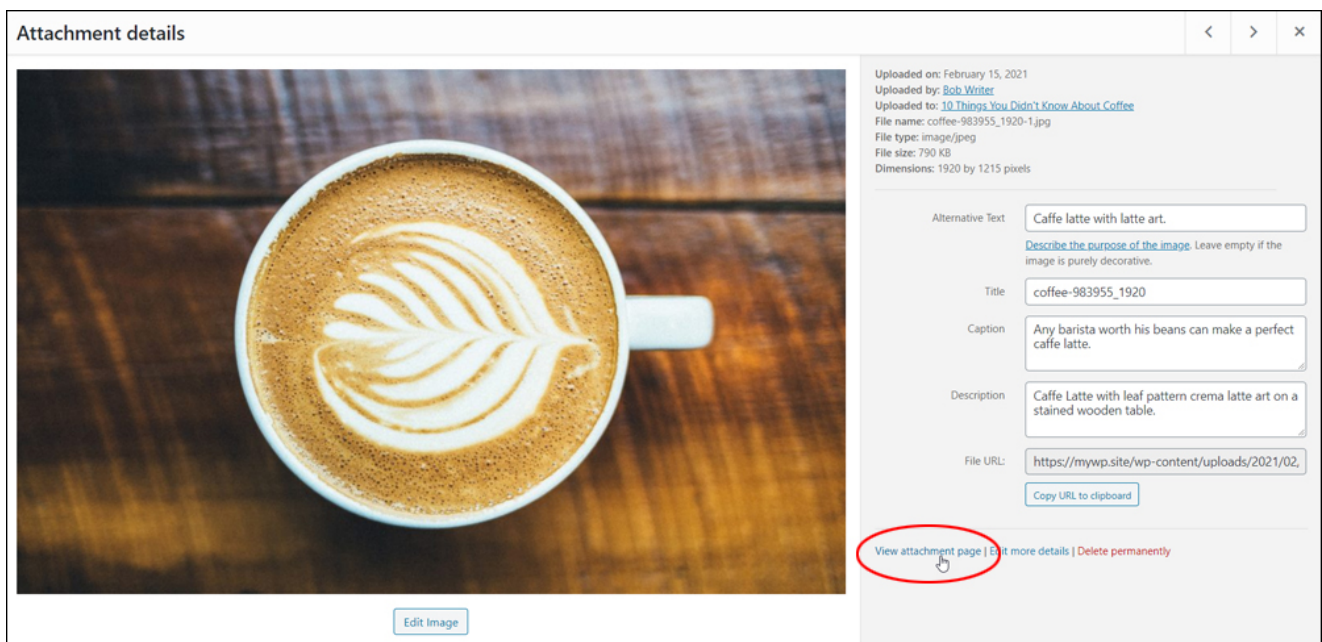 Attachment details
Uploaded on: February 15, 2021
Uploaded by: Bob Writer
Uploaded to: 10 Things You Didn't Know About Coffee
File name: coffee-983955_1920-1.jpg
File type: image/jpeg
File size: 790 KB
Dimensions: 1920 by 1215 pixels
Alternative Text
Caffe latte with latte art.
Describe the purpose of the image. Leave empty if the
image is purely decorative.
Title
coffee-983955_1920
Caption
Any barista worth his beans can make a perfect
caffe latte.
Description
Caffe Latte with leaf pattern crema latte art on a
stained wooden table.
File URL:
https://mywp.site/wp-content/uploads/2021/02,
Copy URL to clipboard
View attachment page | Edit more details | Delete permanently
Edit Image